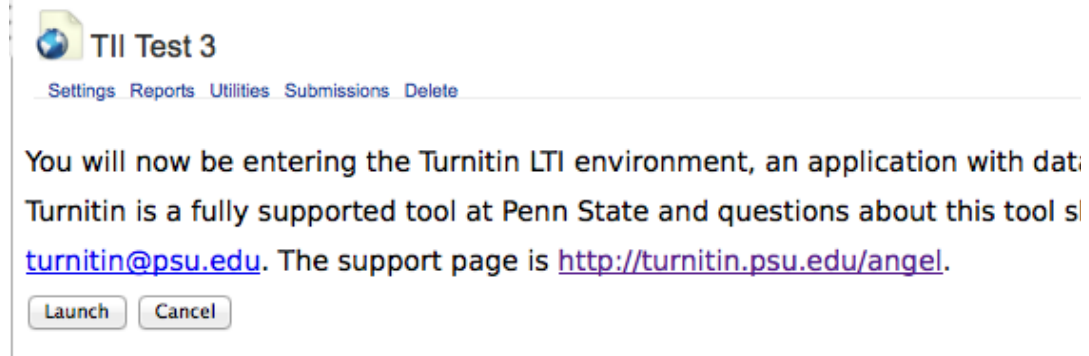 TII Test 3
Settings Reports Utilities Submissions Delete
You will now be entering the Turnitin LTI environment, an application with data
Turnitin is a fully supported tool at Penn State and questions about this tool
turnitin@psu.edu. The support page is http://turnitin.psu.edu/angel.
Launch Cancel